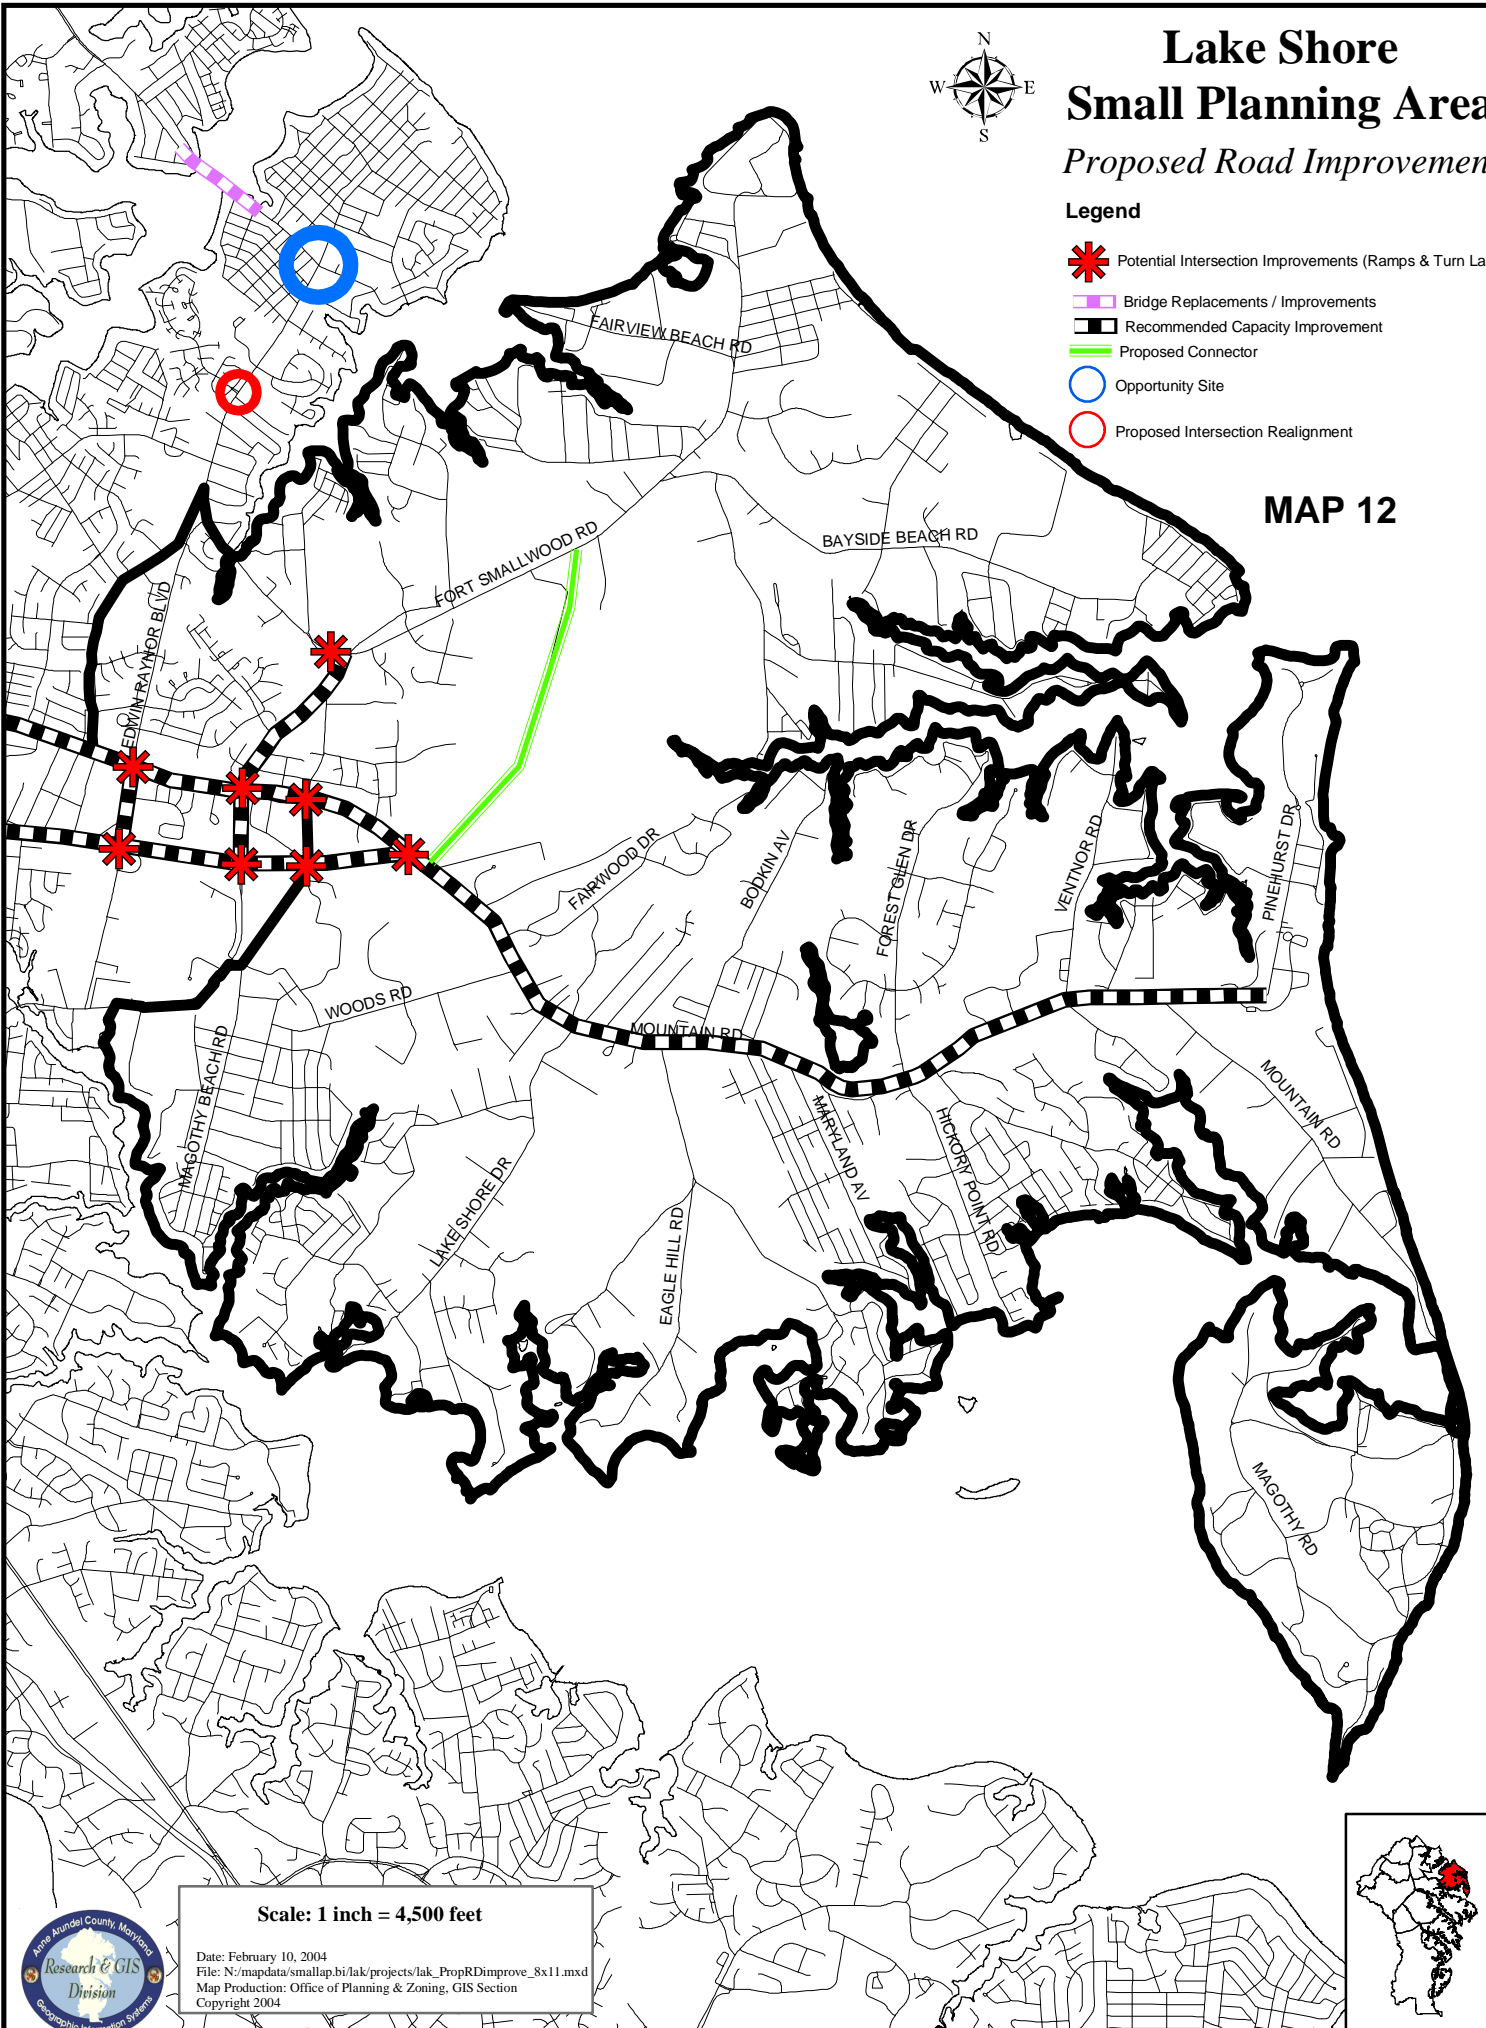 N
W
E
S
Lake Shore
Small Planning Area
Proposed Road Improvemen
Legend
Potential Intersection Improvements (Ramps & Turn La
Bridge Replacements / Improvements
Recommended Capacity Improvement
Proposed Connector
Opportunity Site
Proposed Intersection Realignment
MAP 12
FAIRVIEW BEACH RD
BAYSIDE BEACH RD
FORT SMALLWOOD RD
EDWIN RAYNOR BLVD
FAIRWOOD DR
BODKIN AV
FOREST GLEN DR
VENTNOR RD
PINEHURST DR
WOODS RD
MOUNTAIN RD
MAGOTHY BEACH RD
MOUNTAIN RD
MARYLAND AV
HICKORY POINT RD
LAKE SHORE DR
EAGLE HILL RD
MAGOTHY RD
Scale: 1 inch = 4,500 feet
Date: February 10, 2004
File: N:/mapdata/smallap.bi/lak/projects/lak_PropRDimprove_8x11.mxd
Map Production: Office of Planning & Zoning, GIS Section
Copyright 2004
Anne Arundel County, Maryland
Research & GIS
Division
Geographic Information Systems